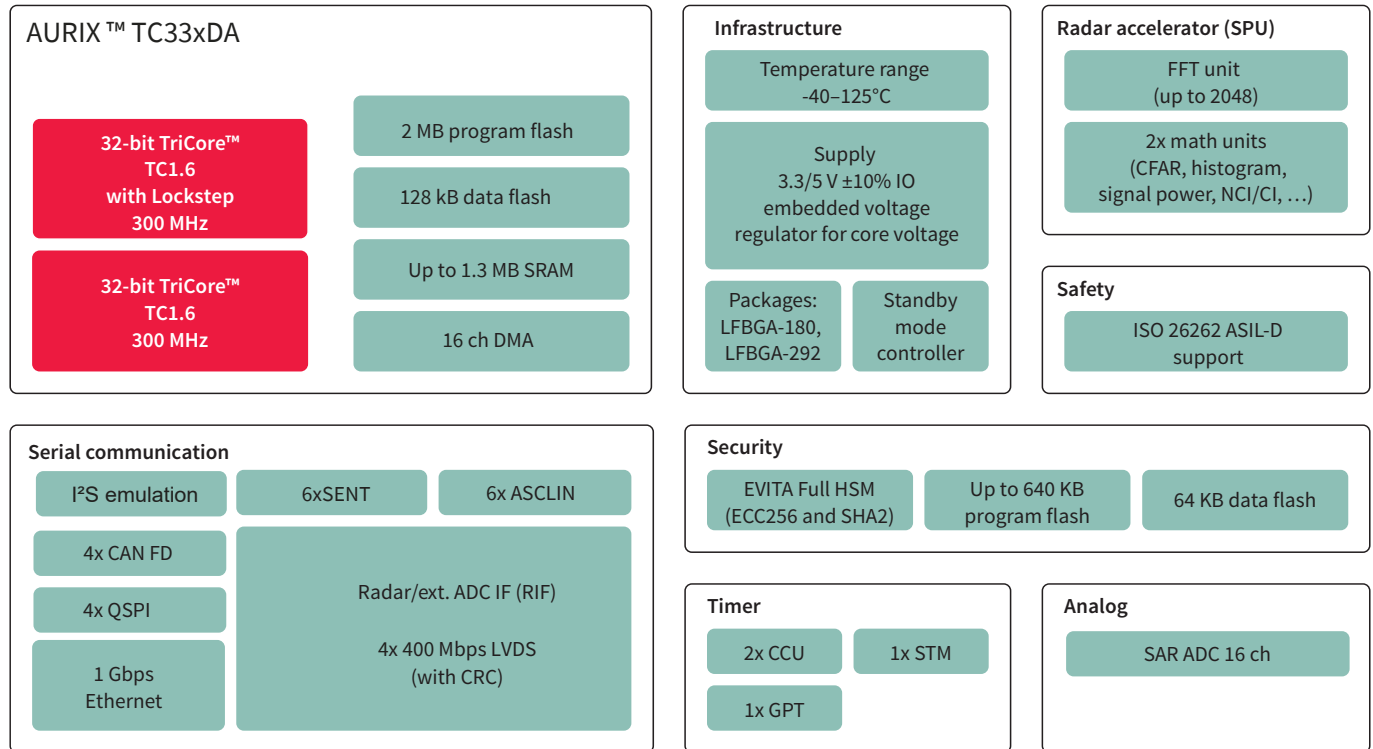 AURIX™ TC33xDA
32-bit TriCore™
TC1.6
with Lockstep
300 MHz
32-bit TriCore™
TC1.6
300 MHz
2 MB program flash
128 kB data flash
Up to 1.3 MB SRAM
16 ch DMA
Infrastructure
Temperature range
-40–125°C
Supply
3.3/5 V ±10% IO
embedded voltage
regulator for core voltage
Packages:
LFBGA-180,
LFBGA-292
Standby
mode
controller
Radar accelerator (SPU)
FFT unit
(up to 2048)
2x math units
(CFAR, histogram,
signal power, NCI/CI, …)
Safety
ISO 26262 ASIL-D
support
Serial communication
I²S emulation
6xSENT
6x ASCLIN
4x CAN FD
4x QSPI
1 Gbps
Ethernet
Radar/ext. ADC IF (RIF)
4x 400 Mbps LVDS
(with CRC)
Security
EVITA Full HSM
(ECC256 and SHA2)
Up to 640 KB
program flash
64 KB data flash
Timer
2x CCU
1x STM
1x GPT
Analog
SAR ADC 16 ch